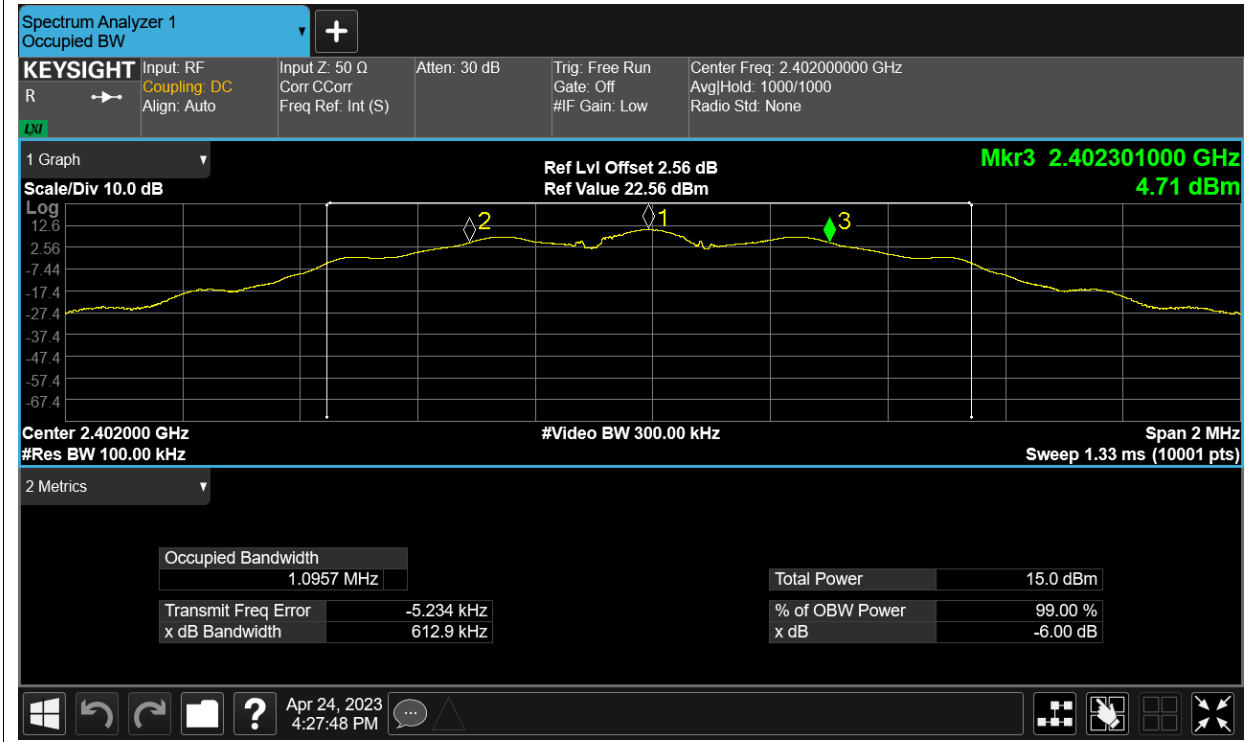 Spectrum Analyzer 1
Occupied BW
KEYSIGHT
R
LXI
Input: RF
Coupling: DC
Align: Auto
Input Z: 50 Ω
Corr CCorr
Freq Ref: Int (S)
Atten: 30 dB
Trig: Free Run
Gate: Off
#IF Gain: Low
Center Freq: 2.402000000 GHz
Avg|Hold: 1000/1000
Radio Std: None
1 Graph
Scale/Div 10.0 dB
Ref Lvl Offset 2.56 dB
Ref Value 22.56 dBm
Mkr3 2.402301000 GHz
4.71 dBm
Log
12.6
2.56
-7.44
-17.4
-27.4
-37.4
-47.4
-57.4
-67.4
2
1
3
Center 2.402000 GHz
#Video BW 300.00 kHz
Span 2 MHz
#Res BW 100.00 kHz
Sweep 1.33 ms (10001 pts)
2 Metrics
Occupied Bandwidth
1.0957 MHz
Transmit Freq Error -5.234 kHz
x dB Bandwidth 612.9 kHz
Total Power 15.0 dBm
% of OBW Power 99.00 %
x dB -6.00 dB
?
Apr 24, 2023
4:27:48 PM